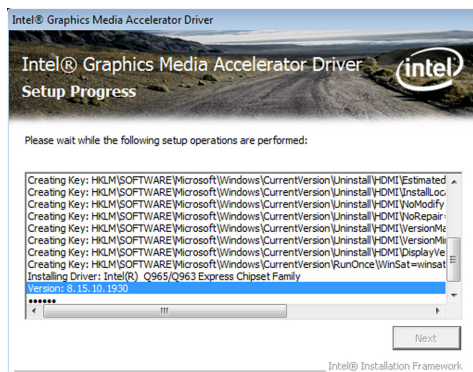 Intel® Graphics Media Accelerator Driver
Intel® Graphics Media Accelerator Driver
intel
Setup Progress
Please wait while the following setup operations are performed:
Creating Key: HKLM\SOFTWARE\Microsoft\Windows\CurrentVersion\Uninstall\HDMI\Estimated
Creating Key: HKLM\SOFTWARE\Microsoft\Windows\CurrentVersion\Uninstall\HDMI\InstallLoc
Creating Key: HKLM\SOFTWARE\Microsoft\Windows\CurrentVersion\Uninstall\HDMI\NoModify
Creating Key: HKLM\SOFTWARE\Microsoft\Windows\CurrentVersion\Uninstall\HDMI\NoRepair=
Creating Key: HKLM\SOFTWARE\Microsoft\Windows\CurrentVersion\Uninstall\HDMI\VersionMa
Creating Key: HKLM\SOFTWARE\Microsoft\Windows\CurrentVersion\Uninstall\HDMI\VersionMi
Creating Key: HKLM\SOFTWARE\Microsoft\Windows\CurrentVersion\Uninstall\HDMI\DisplayVe
Creating Key: HKLM\SOFTWARE\Microsoft\Windows\CurrentVersion\RunOnce\WinSat=winsat
Installing Driver: Intel(R) Q965/Q963 Express Chipset Family
Version: 8.15.10.1930
••••••
Next
Intel® Installation Framework